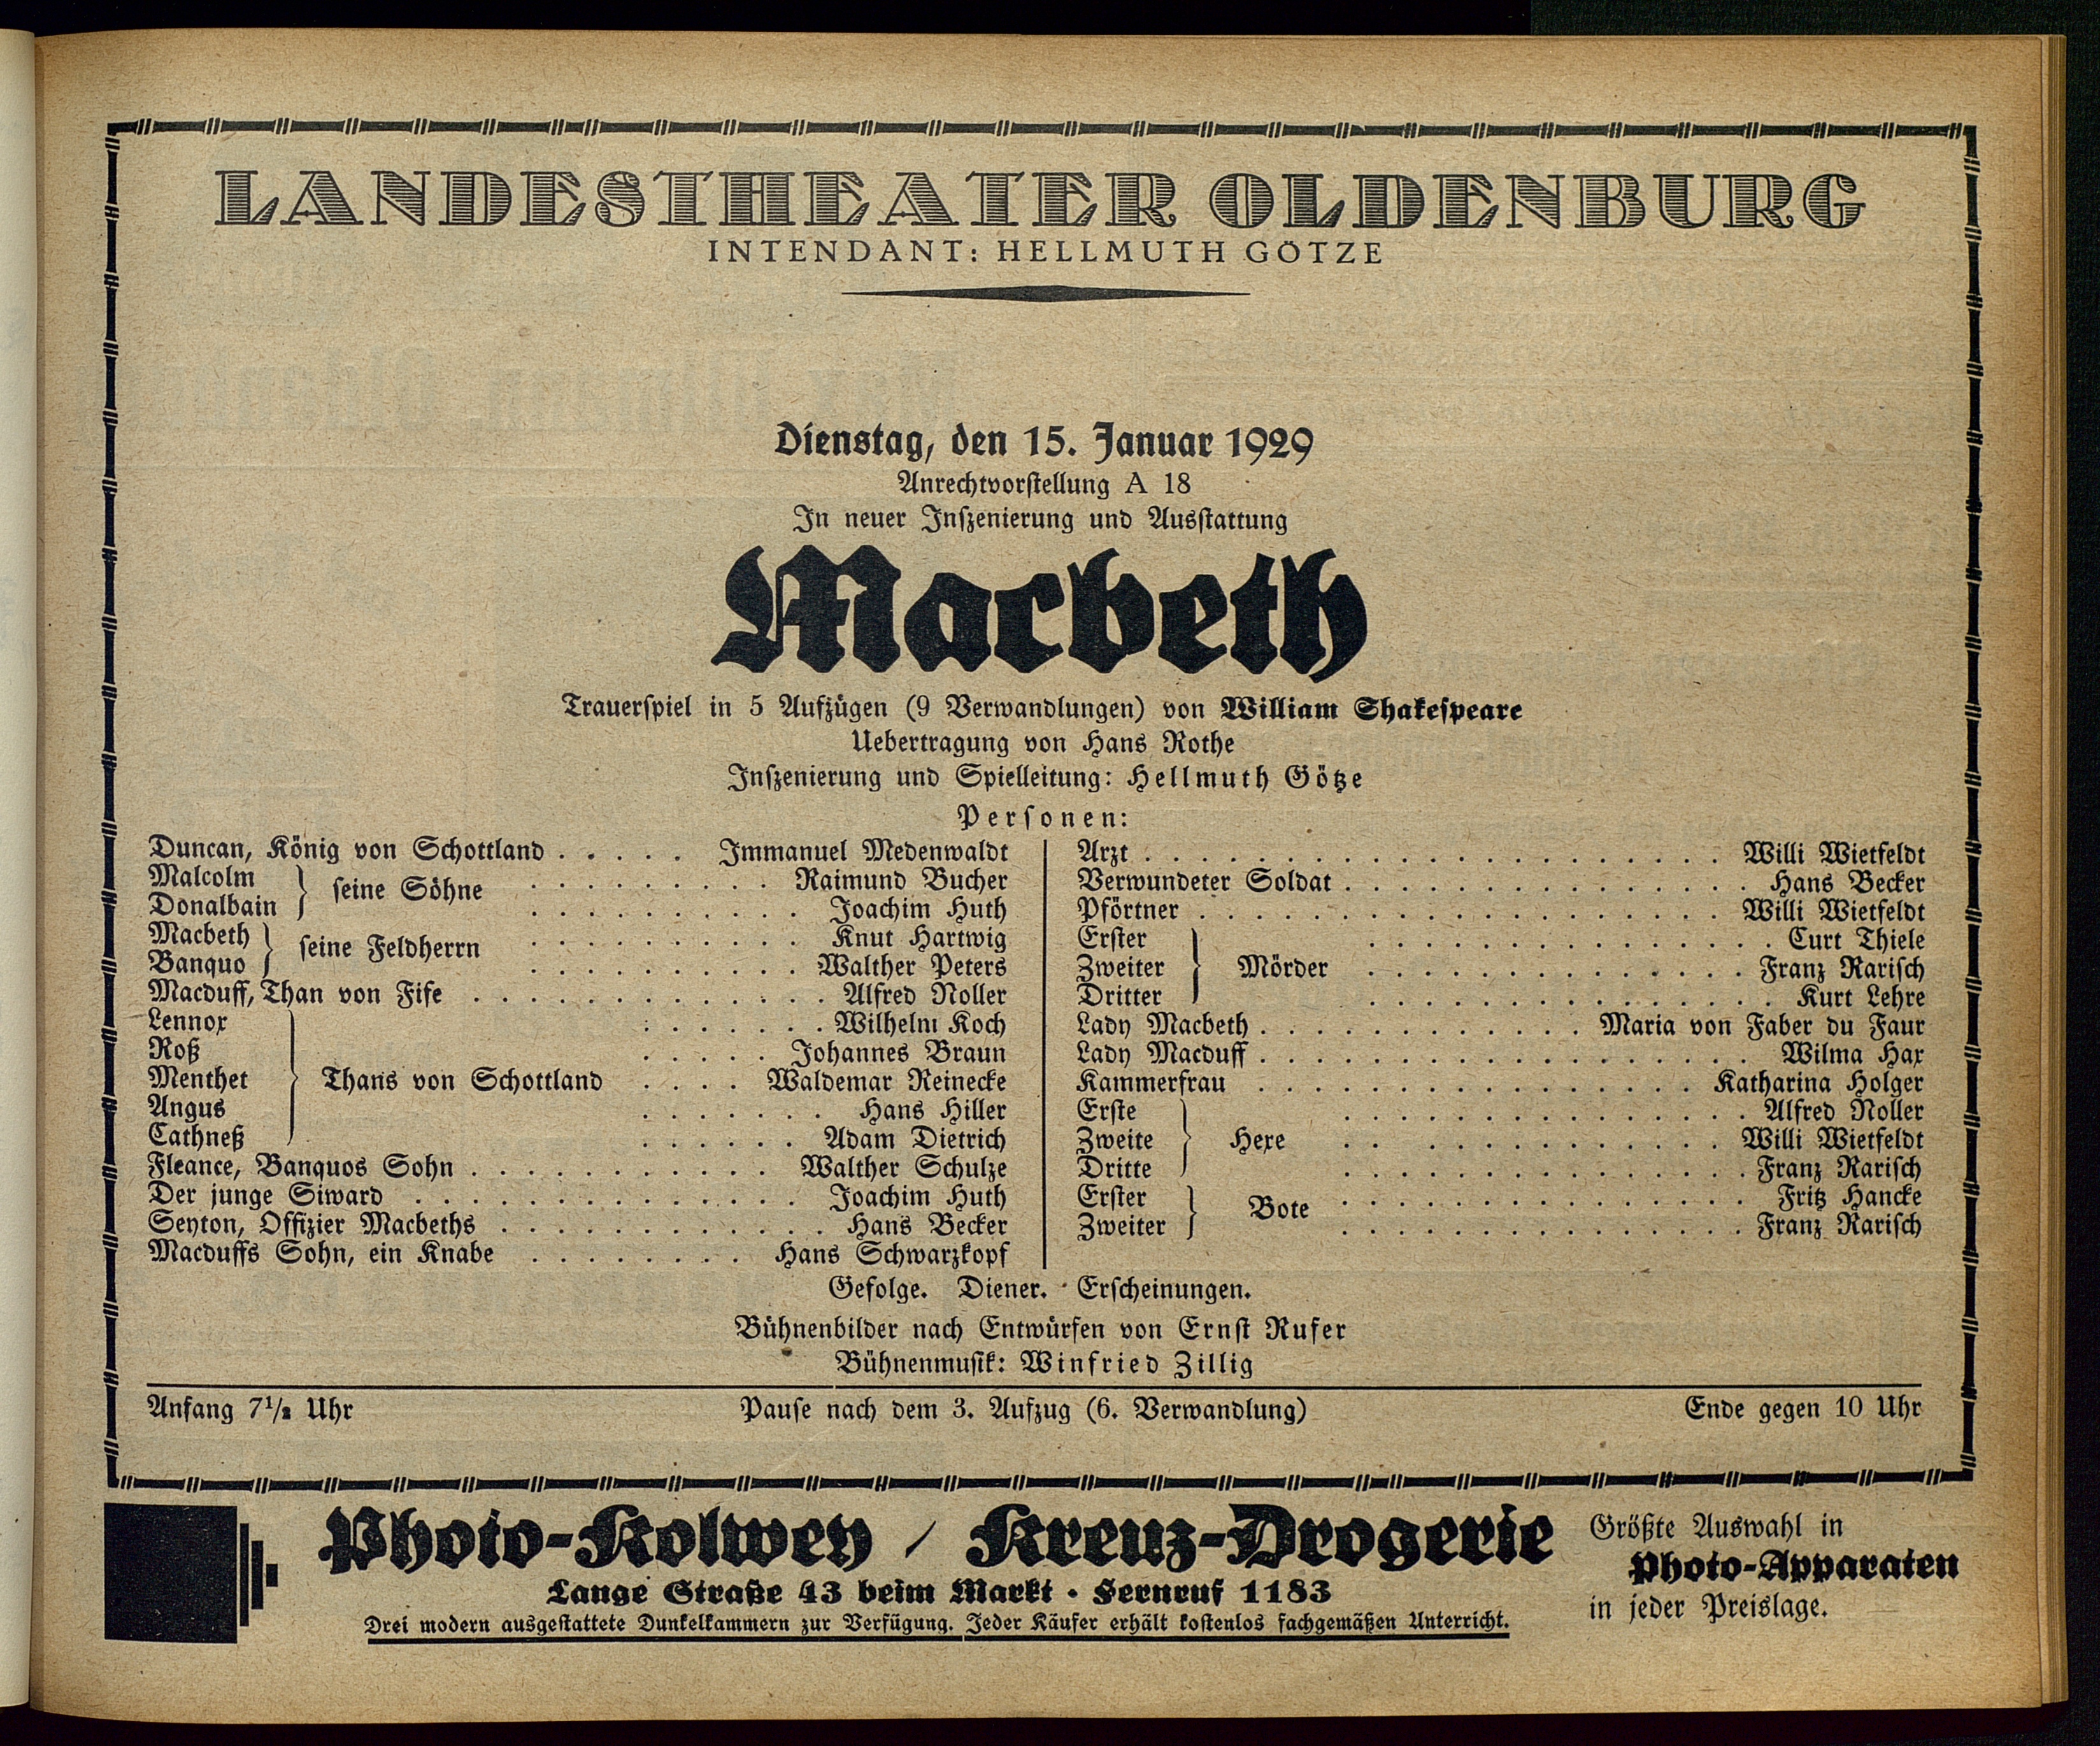 LANDESTHEATER OLDENBURG
INTENDANT: HELLMUTH GÖTZE
Dienstag, den 15. Januar 1929
Anrechtvorstellung A 18
In neuer Inszenierung und Ausstattung
Macbeth
Trauerspiel in 5 Aufzügen (9 Verwandlungen) von William Shakespeare
Uebertragung von Hans Rothe
Inszenierung und Spielleitung: Hellmuth Götze
Personen:
Duncan, König von Schottland . . . . . Immanuel Medenwaldt
Malcolm } seine Söhne . . . . . . . . . Raimund Bucher
Donalbain } . . . . . . . . . . Joachim Huth
Macbeth } seine Feldherrn . . . . . . . . . . Knut Hartwig
Banquo } . . . . . . . . . . Walther Peters
Macduff, Than von Fife . . . . . . . . . . . . . Alfred Noller
Lennox . . . . . . . Wilhelm Koch
Roß . . . . . Johannes Braun
Menthet } Thans von Schottland . . . . Waldemar Reinecke
Angus . . . . . . . Hans Hiller
Cathneß . . . . . . Adam Dietrich
Fleance, Banquos Sohn . . . . . . . . . . . Walther Schulze
Der junge Siward . . . . . . . . . . . . . . Joachim Huth
Seyton, Offizier Macbeths . . . . . . . . . . . . Hans Becker
Macduffs Sohn, ein Knabe . . . . . . . . Hans Schwarzkopf
Arzt . . . . . . . . . . . . . . . . . . . . . Willi Wietfeldt
Verwundeter Soldat . . . . . . . . . . . . . . . Hans Becker
Pförtner . . . . . . . . . . . . . . . . . . . Willi Wietfeldt
Erster . . . . . . . . . . . . . . . Curt Thiele
Zweiter } Mörder . . . . . . . . . . . . . . Franz Rarisch
Dritter . . . . . . . . . . . . . . . Kurt Lehre
Lady Macbeth . . . . . . . . . . . . Maria von Faber du Faur
Lady Macduff . . . . . . . . . . . . . . . . . . Wilma Hax
Kammerfrau . . . . . . . . . . . . . . . . Katharina Holger
Erste . . . . . . . . . . . . . . . Alfred Noller
Zweite } Hexe . . . . . . . . . . . . . . Willi Wietfeldt
Dritte . . . . . . . . . . . . . . . Franz Rarisch
Erster } Bote . . . . . . . . . . . . . . . Fritz Hancke
Zweiter } . . . . . . . . . . . . . . . Franz Rarisch
Gefolge. Diener. Erscheinungen.
Bühnenbilder nach Entwürfen von Ernst Rufer
Bühnenmusik: Winfried Zillig
Anfang 7½ Uhr Pause nach dem 3. Aufzug (6. Verwandlung) Ende gegen 10 Uhr
Photo-Kolwey / Kreuz-Drogerie
Lange Straße 43 beim Markt · Fernruf 1183
Drei modern ausgestattete Dunkelkammern zur Verfügung. Jeder Käufer erhält kostenlos fachgemäßen Unterricht.
Größte Auswahl in
Photo-Apparaten
in jeder Preislage.